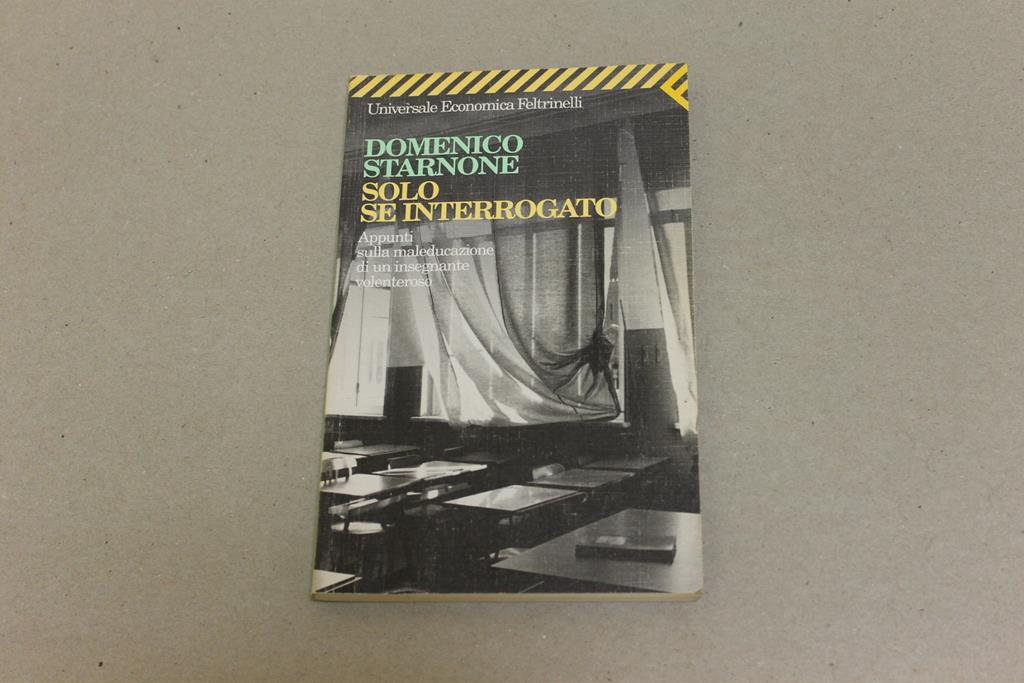 Universale Economica Feltrinelli
DOMENICO
STARNONE
SOLO
SE INTERROGATO
Appunti
sulla maleducazione
di un insegnante
volenteroso